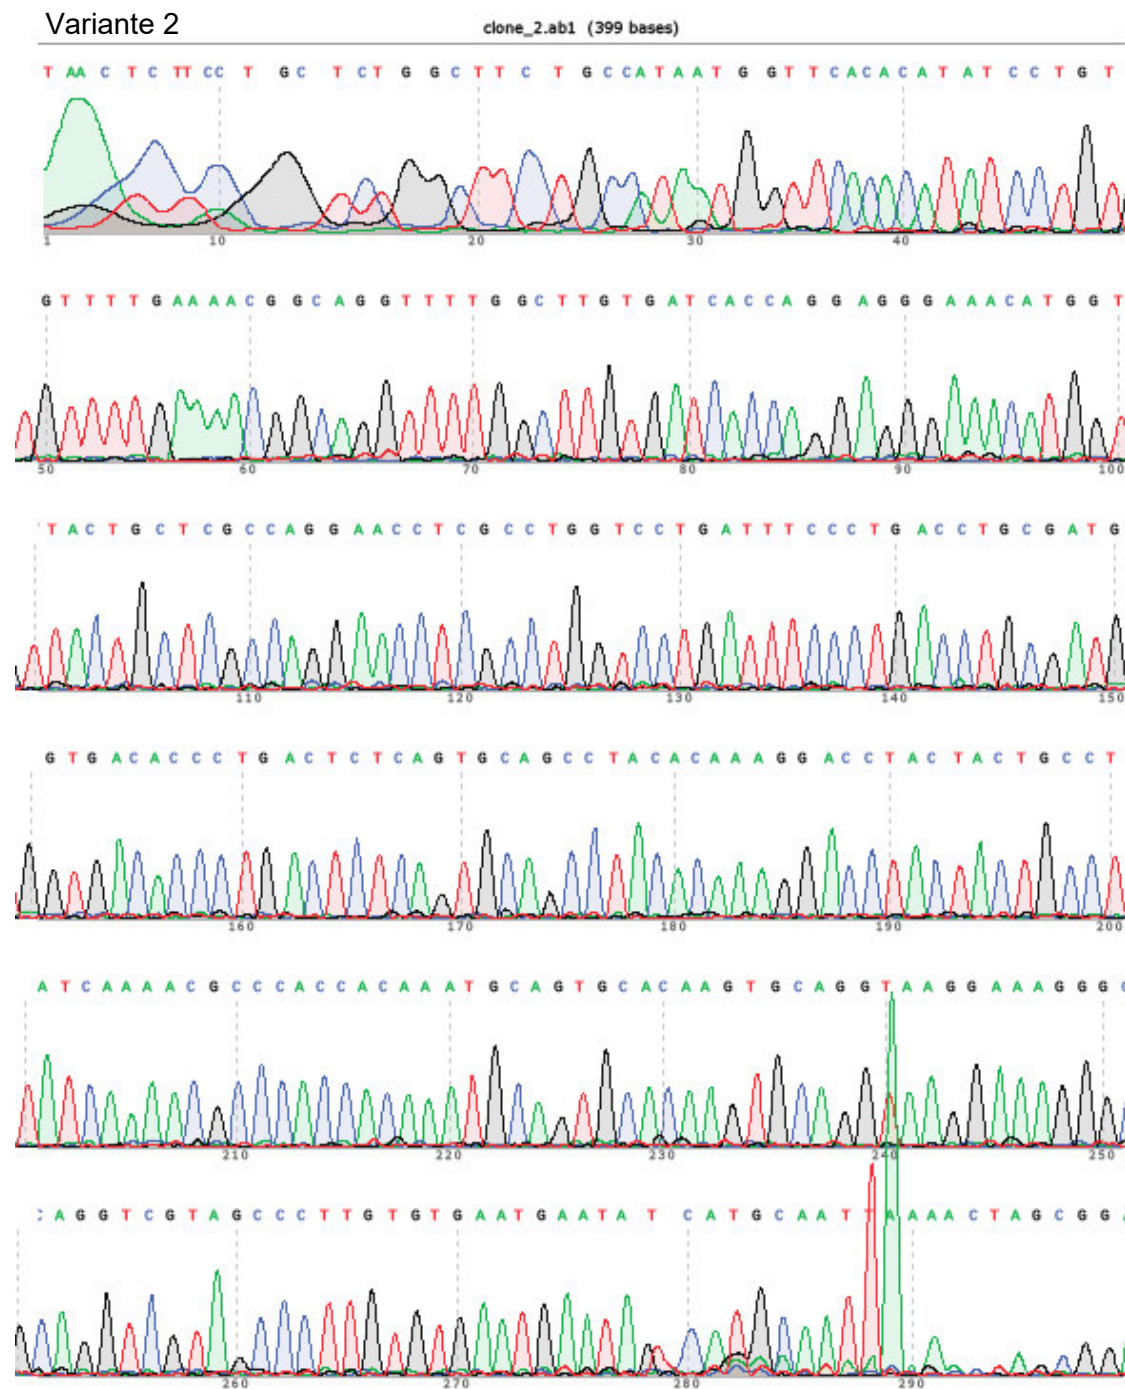 Variante 2
clone_2.ab1 (399 bases)
T AA C T C TT CC T G C T C T G G C T T C T G C C A T A A T G G T T C A C A C A T A T C C T G T
1 10 20 30 40
G T T T T G A A A A C G G C A G G T T T T G G C T T G T G A T C A C C A G G A G G G A A A C A T G G T
50 60 70 80 90 100
T A C T G C T C G C C A G G A A C C T C G C C T G G T C C T G A T T T C C C T G A C C T G C G A T G
110 120 130 140 150
G T G A C A C C C T G A C T C T C A G T G C A G C C T A C A C A A A G G A C C T A C T A C T G C C T
160 170 180 190 200
A T C A A A A C G C C C A C C A C A A A T G C A G T G C A C A A G T G C A G G T A A G G A A A G G G
210 220 230 240 250
C A G G T C G T A G C C C T T G T G T G A A T G A A T A T C A T G C A A T T A A A A C T A G C G G
260 270 280 290